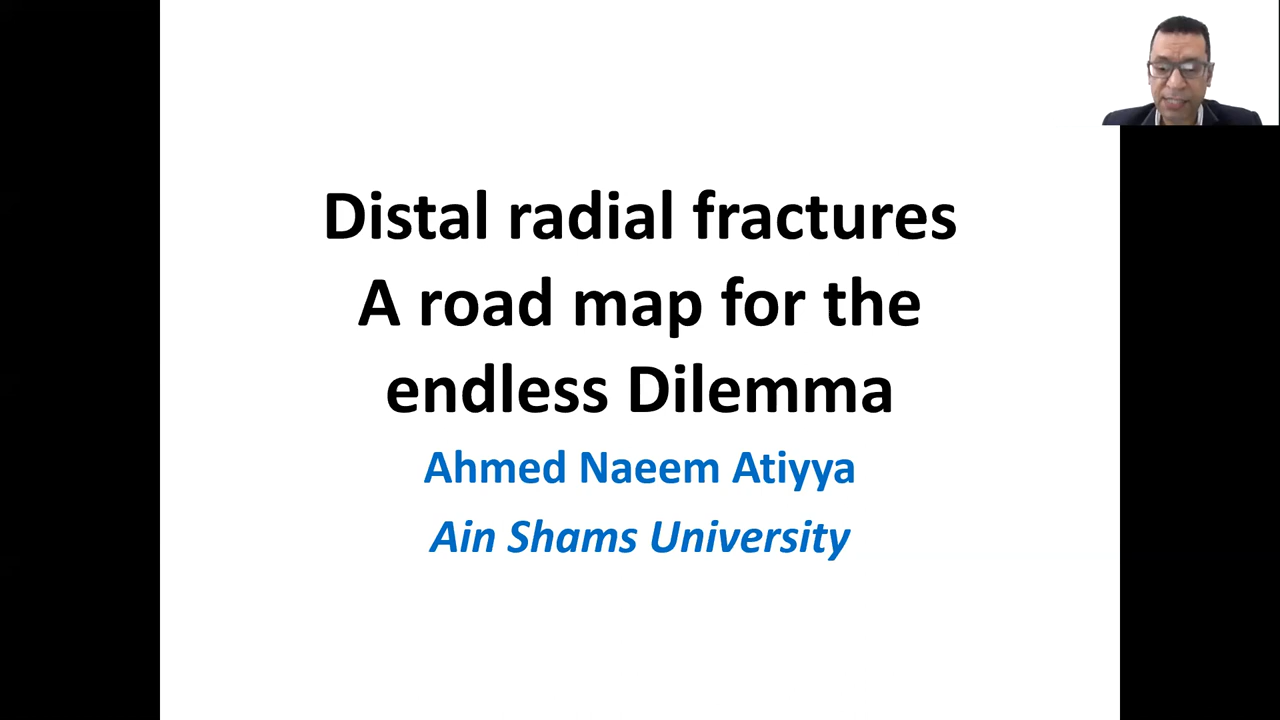 Distal radial fractures
A road map for the
endless Dilemma
Ahmed Naeem Atiyya
Ain Shams University